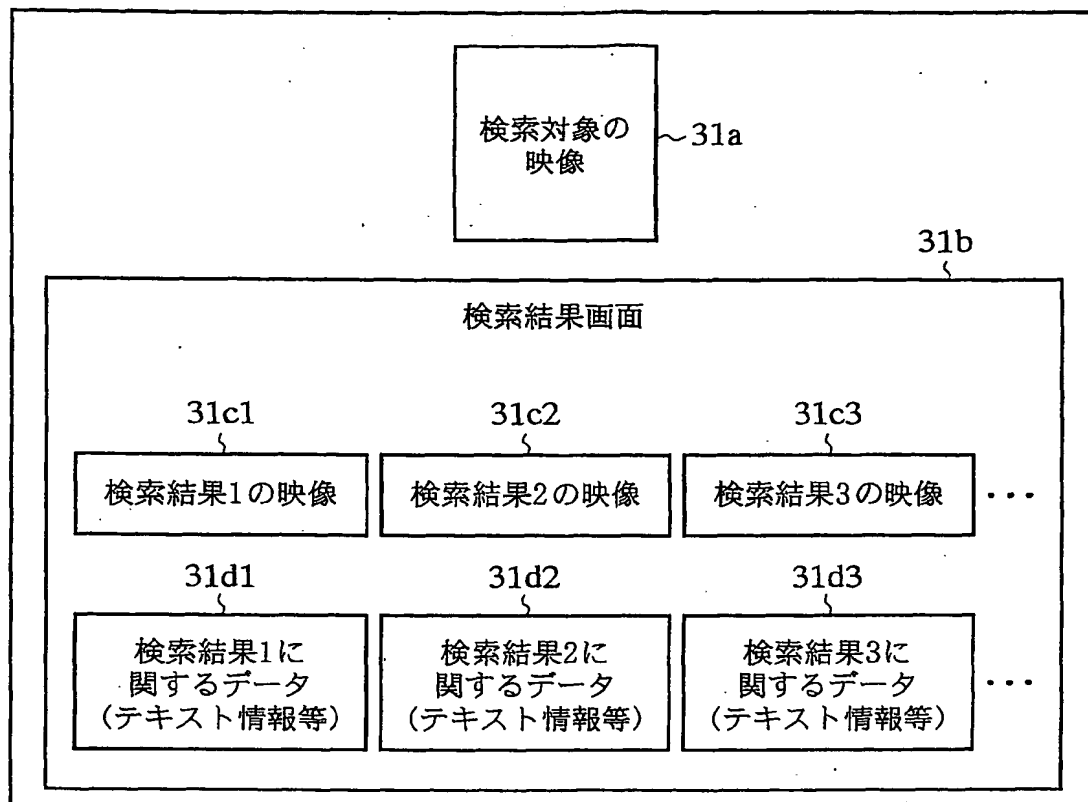 検索対象の
映像
31a
31b
検索結果画面
31c1
31c2
31c3
検索結果1の映像
検索結果2の映像
検索結果3の映像
・・・
31d1
31d2
31d3
検索結果1に
関するデータ
(テキスト情報等)
検索結果2に
関するデータ
(テキスト情報等)
検索結果3に
関するデータ
(テキスト情報等)
・・・